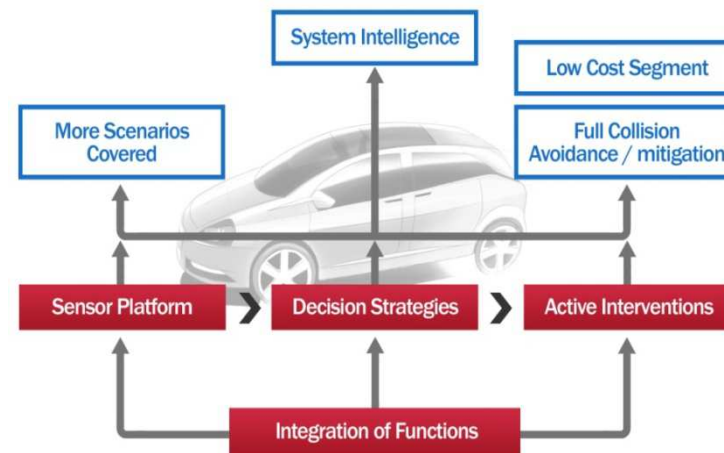 System Intelligence
Low Cost Segment
More Scenarios
Covered
Full Collision
Avoidance / mitigation
Sensor Platform
Decision Strategies
Active Interventions
Integration of Functions